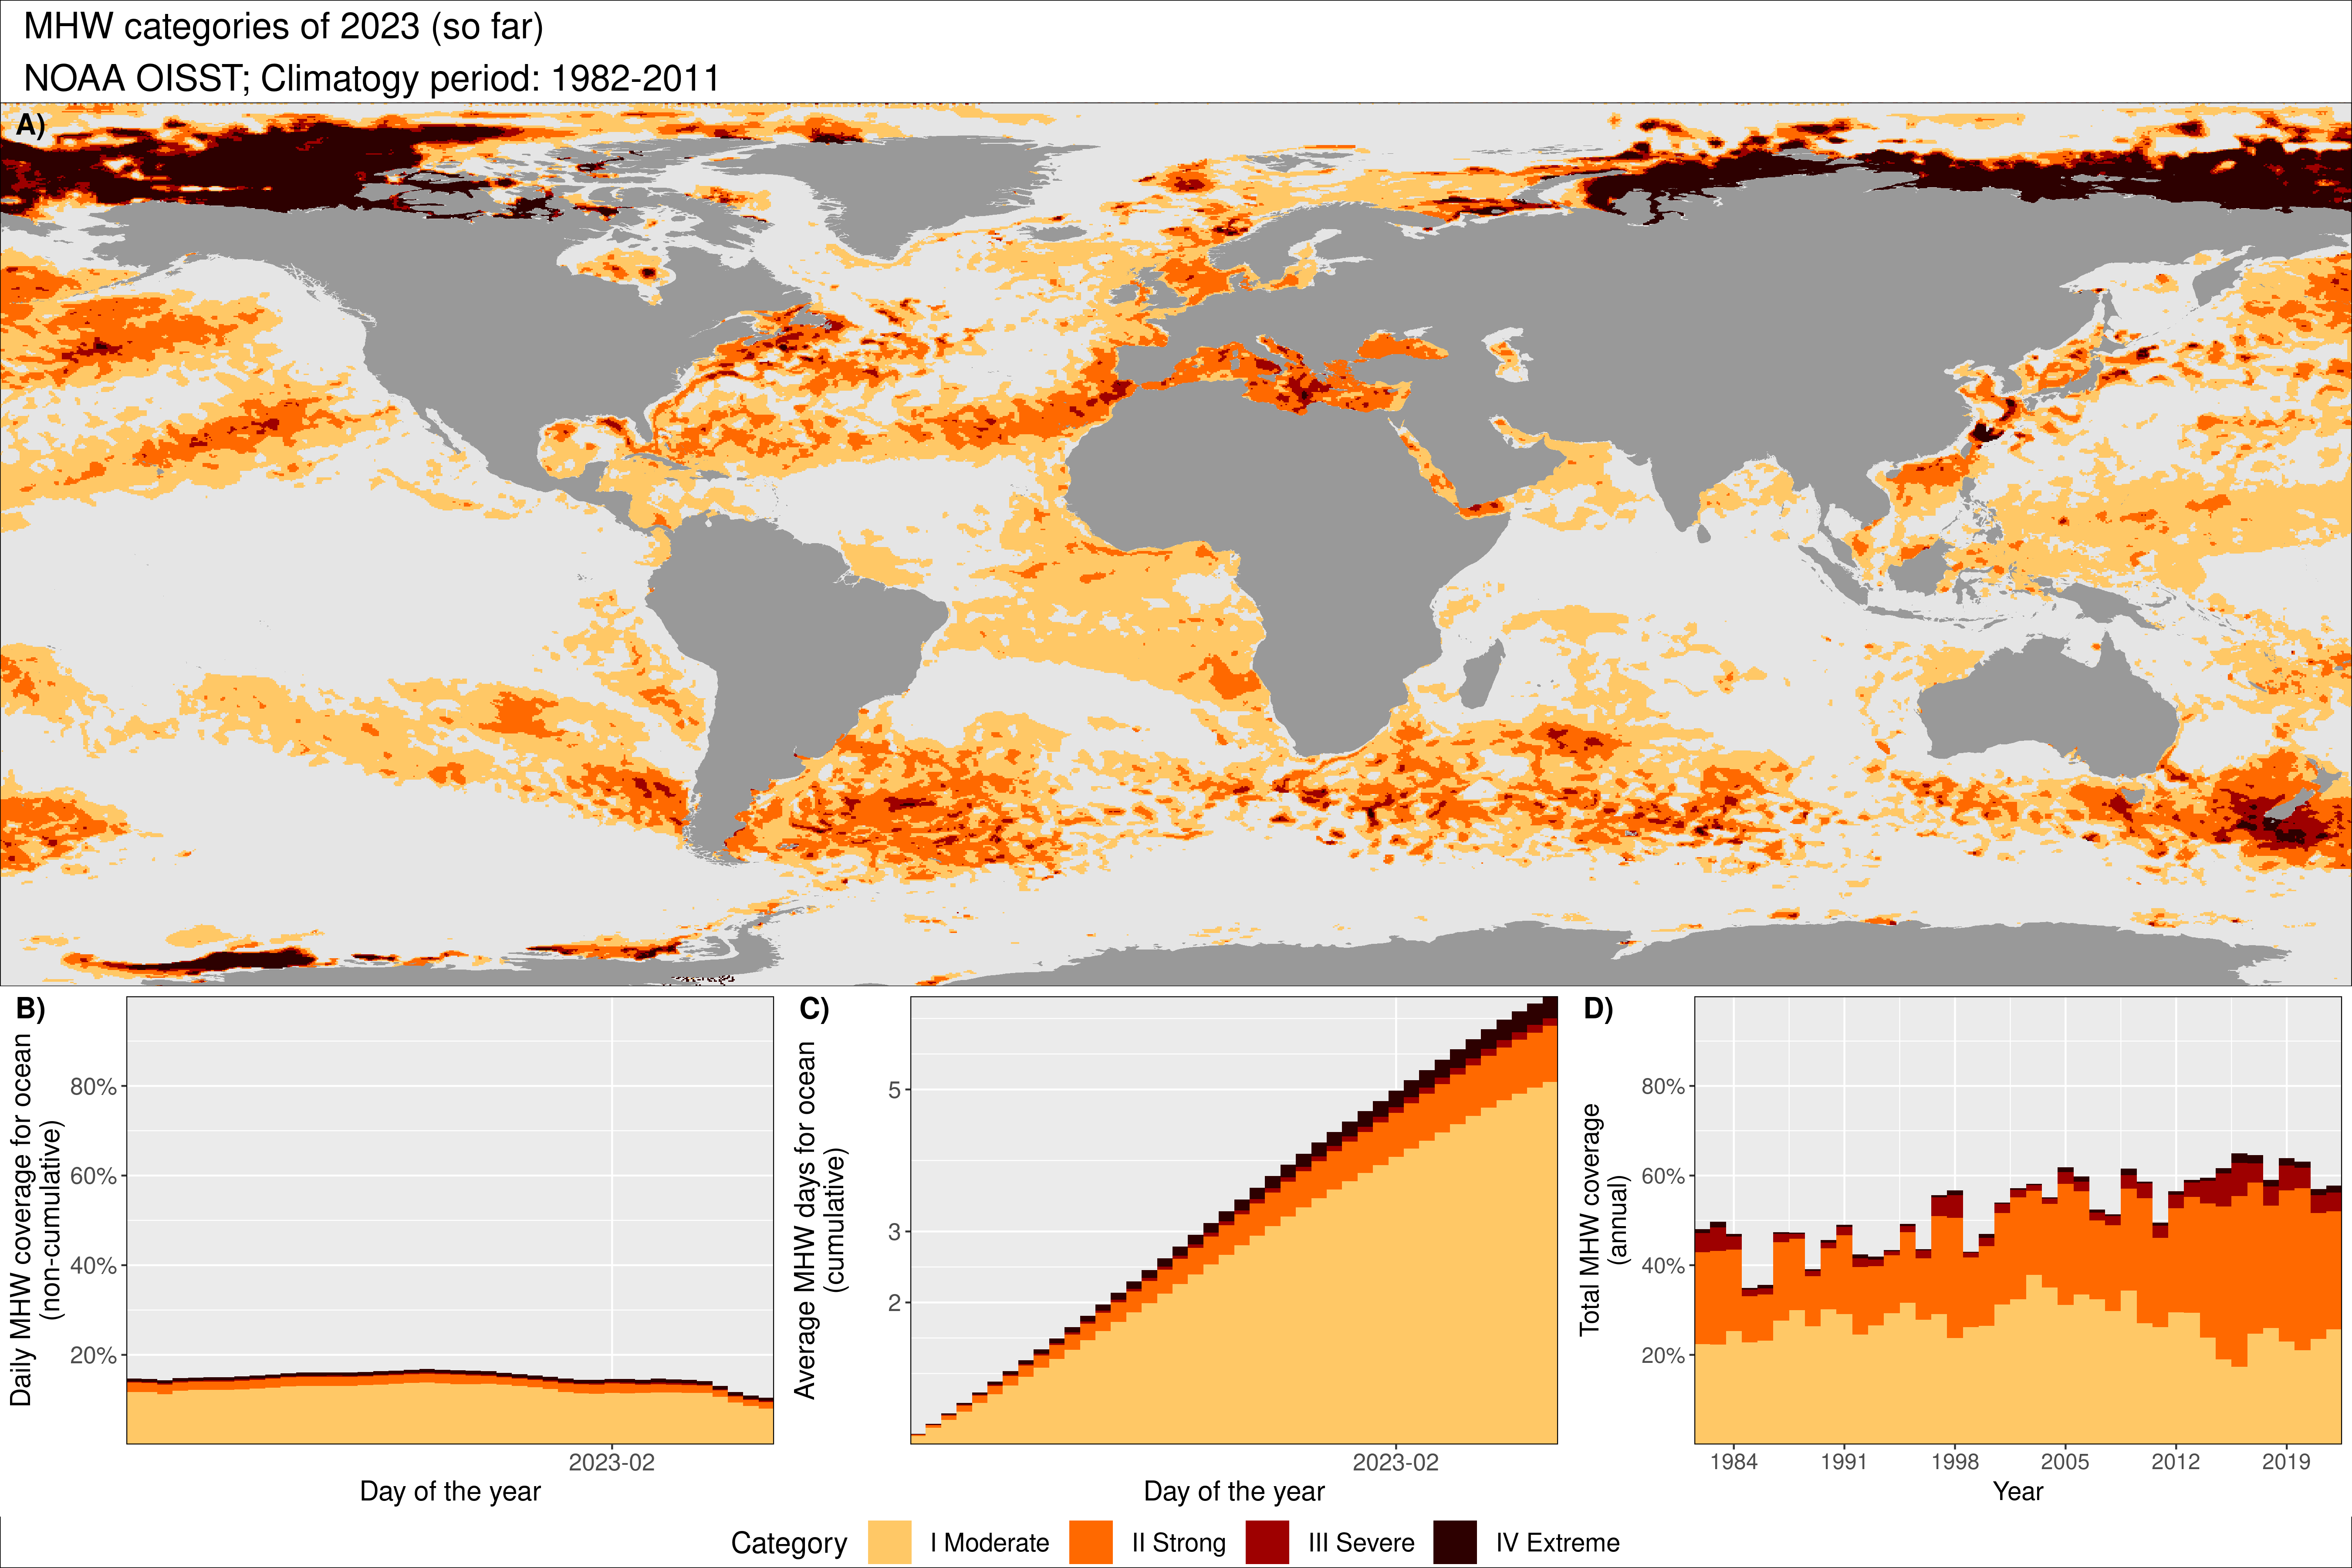 MHW categories of 2023 (so far)
NOAA OISST; Climatogy period: 1982-2011
A)
B)
Daily MHW coverage for ocean
(non-cumulative)
80%
60%
40%
20%
2023-02
Day of the year
C)
Average MHW days for ocean
(cumulative)
5
3
2
2023-02
Day of the year
D)
Total MHW coverage
(annual)
80%
60%
40%
20%
1984 1991 1998 2005 2012 2019
Year
Category I Moderate II Strong III Severe IV Extreme